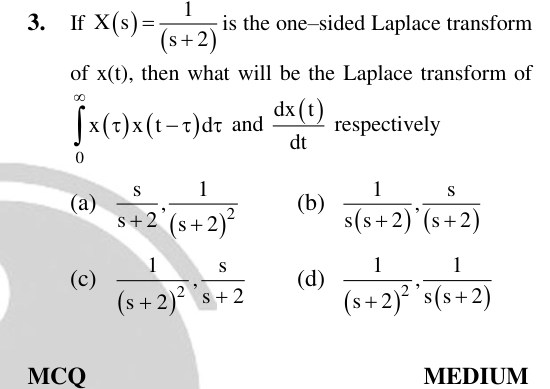 3. If X(s) = 1/(s+2) is the one–sided Laplace transform
of x(t), then what will be the Laplace transform of
∫₀^∞ x(τ)x(t−τ)dτ and dx(t)/dt respectively
(a) s/(s+2), 1/(s+2)² (b) 1/(s(s+2)), s/(s+2)
(c) 1/(s+2)², s/(s+2) (d) 1/(s+2)², 1/(s(s+2))
MCQ MEDIUM